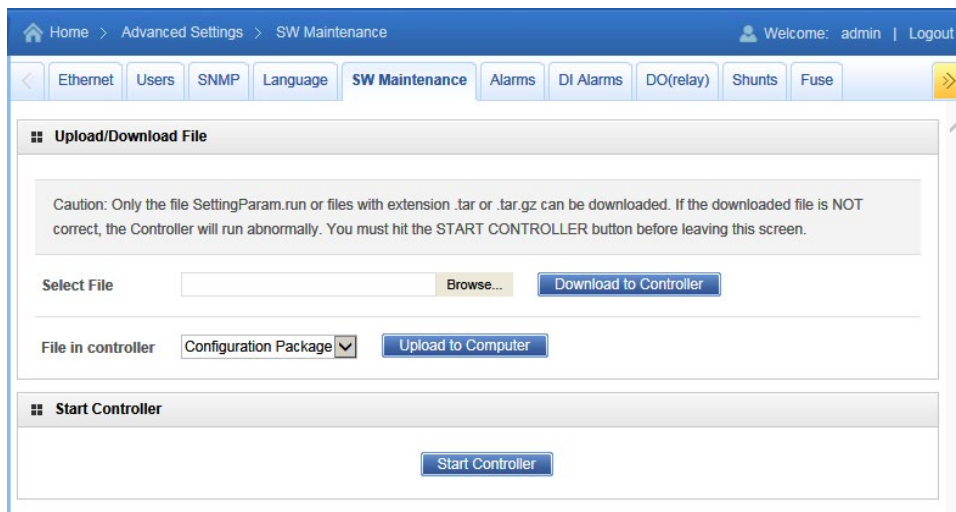 Home > Advanced Settings > SW Maintenance Welcome: admin | Logout
Ethernet Users SNMP Language SW Maintenance Alarms DI Alarms DO(relay) Shunts Fuse
Upload/Download File
Caution: Only the file SettingParam.run or files with extension .tar or .tar.gz can be downloaded. If the downloaded file is NOT
correct, the Controller will run abnormally. You must hit the START CONTROLLER button before leaving this screen.
Select File Browse... Download to Controller
File in controller Configuration Package Upload to Computer
Start Controller
Start Controller